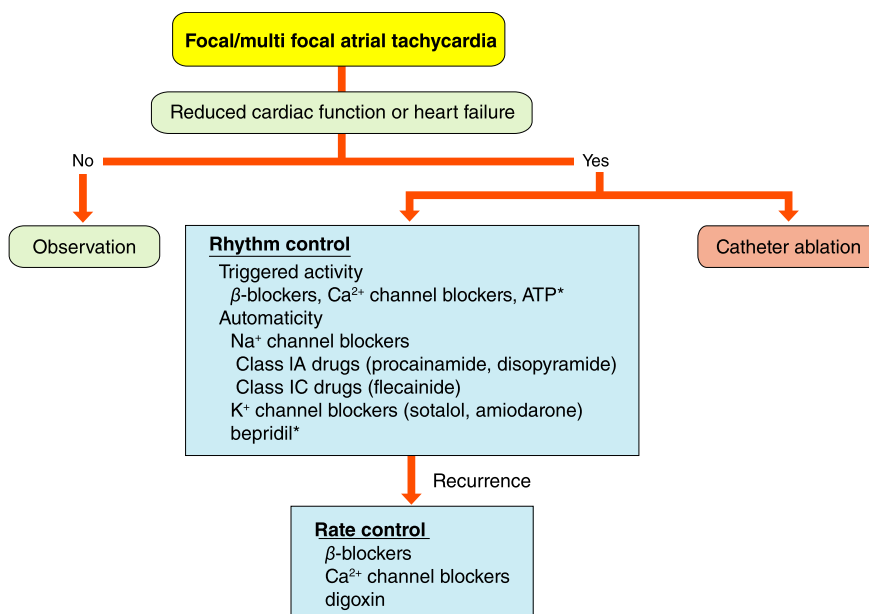 Focal/multi focal atrial tachycardia
Reduced cardiac function or heart failure
No
Yes
Observation
Rhythm control
Triggered activity
β-blockers, Ca²⁺ channel blockers, ATP*
Automaticity
Na⁺ channel blockers
Class IA drugs (procainamide, disopyramide)
Class IC drugs (flecainide)
K⁺ channel blockers (sotalol, amiodarone)
bepridil*
Catheter ablation
Recurrence
Rate control
β-blockers
Ca²⁺ channel blockers
digoxin